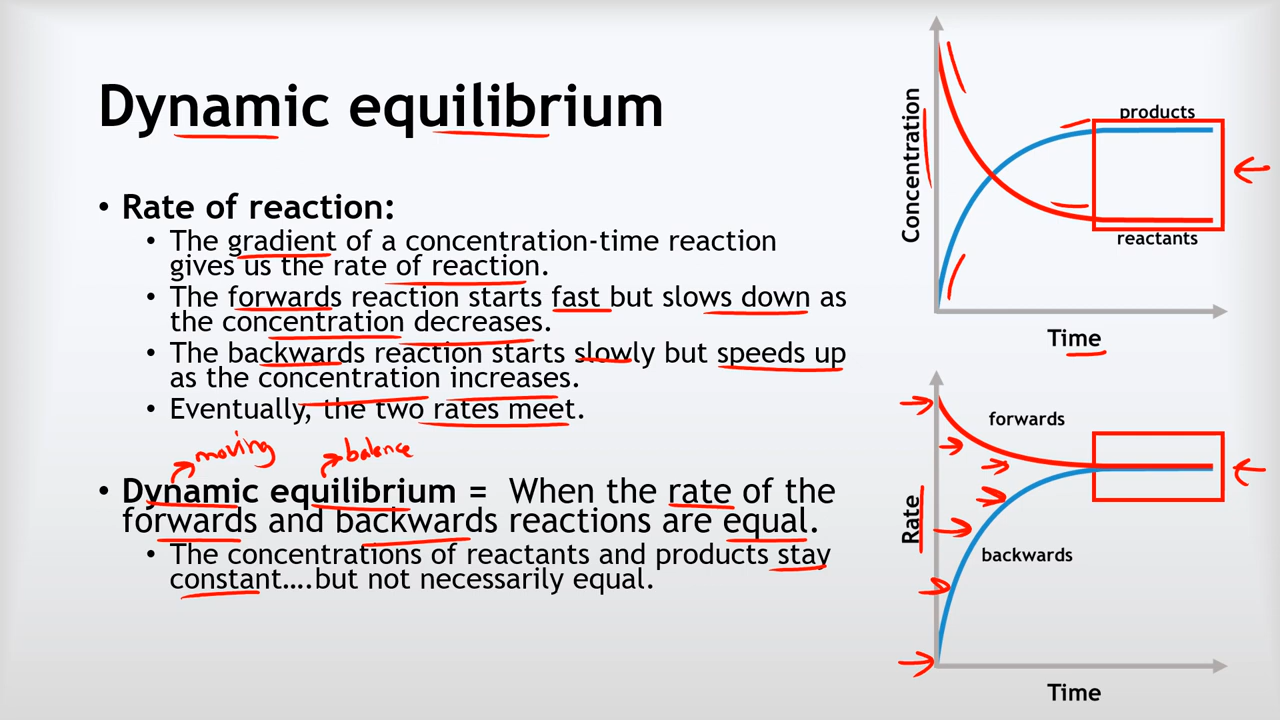 Dynamic equilibrium
• Rate of reaction:
• The gradient of a concentration-time reaction
gives us the rate of reaction.
• The forwards reaction starts fast but slows down as
the concentration decreases.
• The backwards reaction starts slowly but speeds up
as the concentration increases.
• Eventually, the two rates meet.
moving
balance
• Dynamic equilibrium = When the rate of the
forwards and backwards reactions are equal.
• The concentrations of reactants and products stay
constant....but not necessarily equal.
Concentration
products
reactants
Time
Rate
forwards
backwards
Time